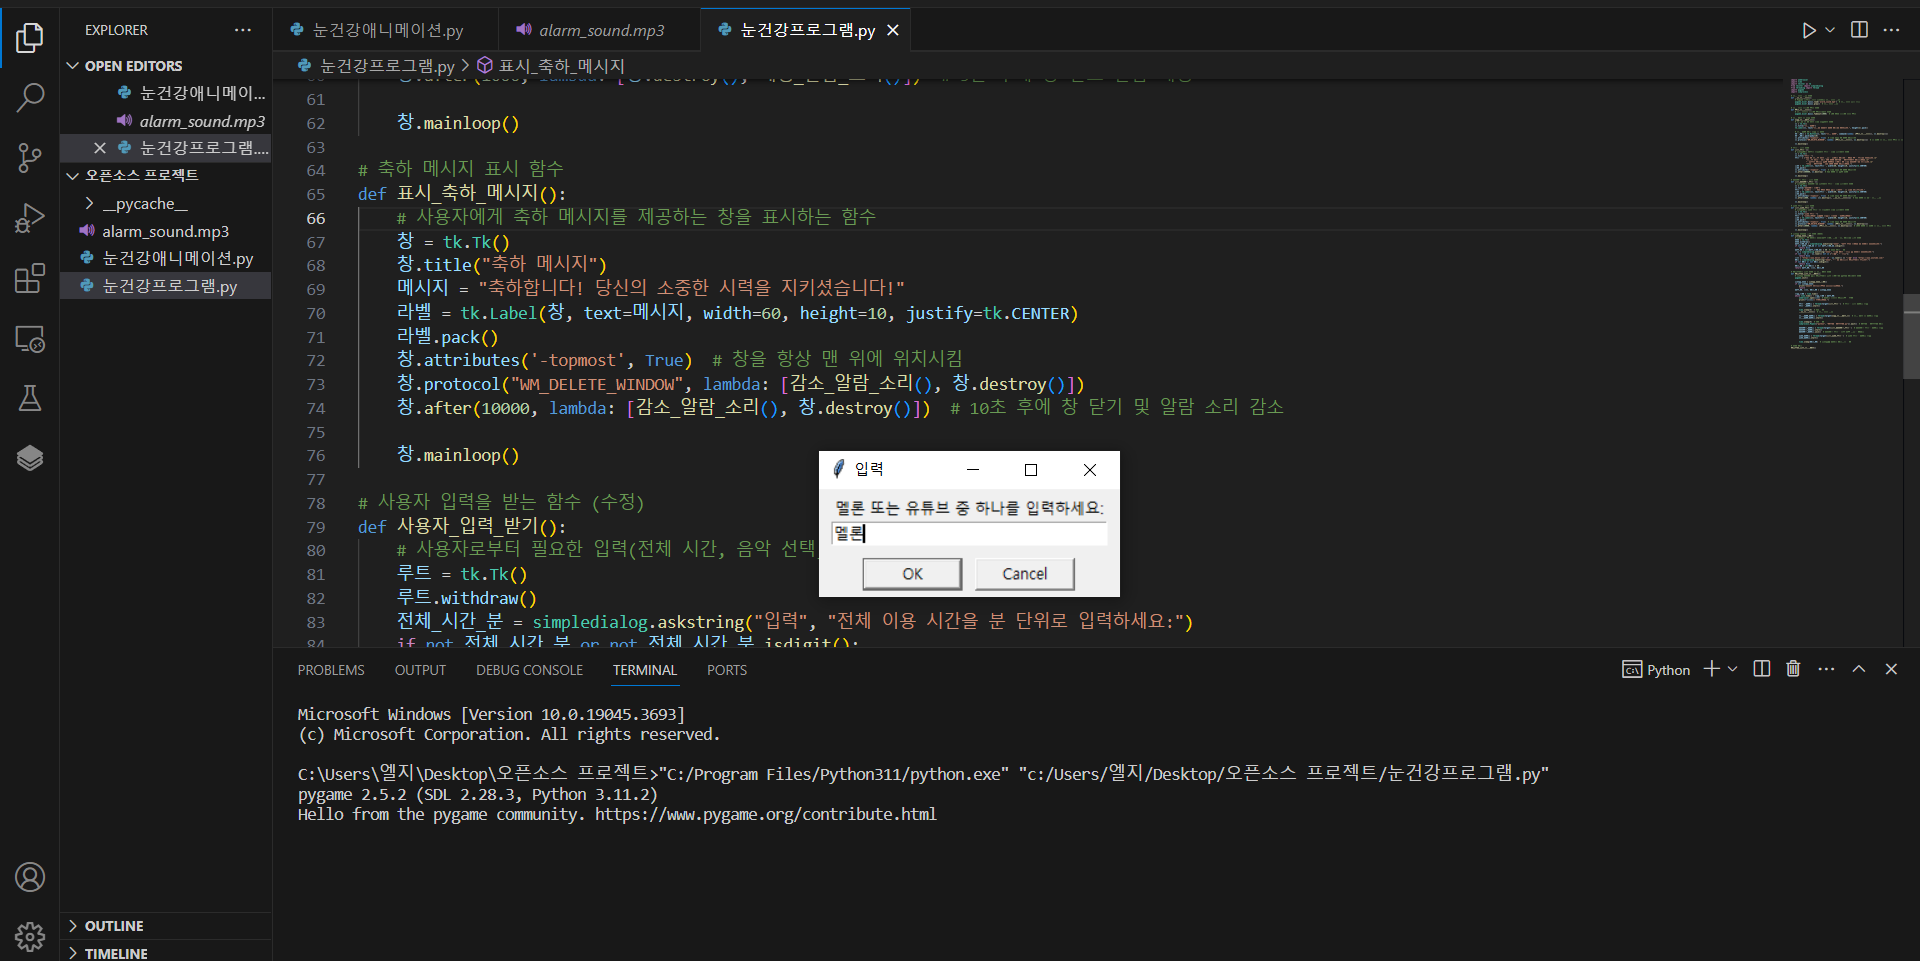 EXPLORER
OPEN EDITORS
눈건강애니메이...
alarm_sound.mp3
눈건강프로그램....
오픈소스 프로젝트
__pycache__
alarm_sound.mp3
눈건강애니메이션.py
눈건강프로그램.py
OUTLINE
TIMELINE
눈건강애니메이션.py
alarm_sound.mp3
눈건강프로그램.py
눈건강프로그램.py > 표시_축하_메시지
61
62 창.mainloop()
63
64 # 축하 메시지 표시 함수
65 def 표시_축하_메시지():
66 # 사용자에게 축하 메시지를 제공하는 창을 표시하는 함수
67 창 = tk.Tk()
68 창.title("축하 메시지")
69 메시지 = "축하합니다! 당신의 소중한 시력을 지키셨습니다!"
70 라벨 = tk.Label(창, text=메시지, width=60, height=10, justify=tk.CENTER)
71 라벨.pack()
72 창.attributes('-topmost', True) # 창을 항상 맨 위에 위치시킴
73 창.protocol("WM_DELETE_WINDOW", lambda: [감소_알람_소리(), 창.destroy()])
74 창.after(10000, lambda: [감소_알람_소리(), 창.destroy()]) # 10초 후에 창 닫기 및 알람 소리 감소
75
76 창.mainloop()
77
78 # 사용자 입력을 받는 함수 (수정)
79 def 사용자_입력_받기():
80 # 사용자로부터 필요한 입력(전체 시간, 음악 선택
81 루트 = tk.Tk()
82 루트.withdraw()
83 전체_시간_분 = simpledialog.askstring("입력", "전체 이용 시간을 분 단위로 입력하세요:")
84 if not 전체_시간_분 or not 전체_시간_분.isdigit():
입력
멜론 또는 유튜브 중 하나를 입력하세요:
멜론
OK
Cancel
PROBLEMS OUTPUT DEBUG CONSOLE TERMINAL PORTS
Python
Microsoft Windows [Version 10.0.19045.3693]
(c) Microsoft Corporation. All rights reserved.
C:\Users\엘지\Desktop\오픈소스 프로젝트>"C:/Program Files/Python311/python.exe" "c:/Users/엘지/Desktop/오픈소스 프로젝트/눈건강프로그램.py"
pygame 2.5.2 (SDL 2.28.3, Python 3.11.2)
Hello from the pygame community. https://www.pygame.org/contribute.html